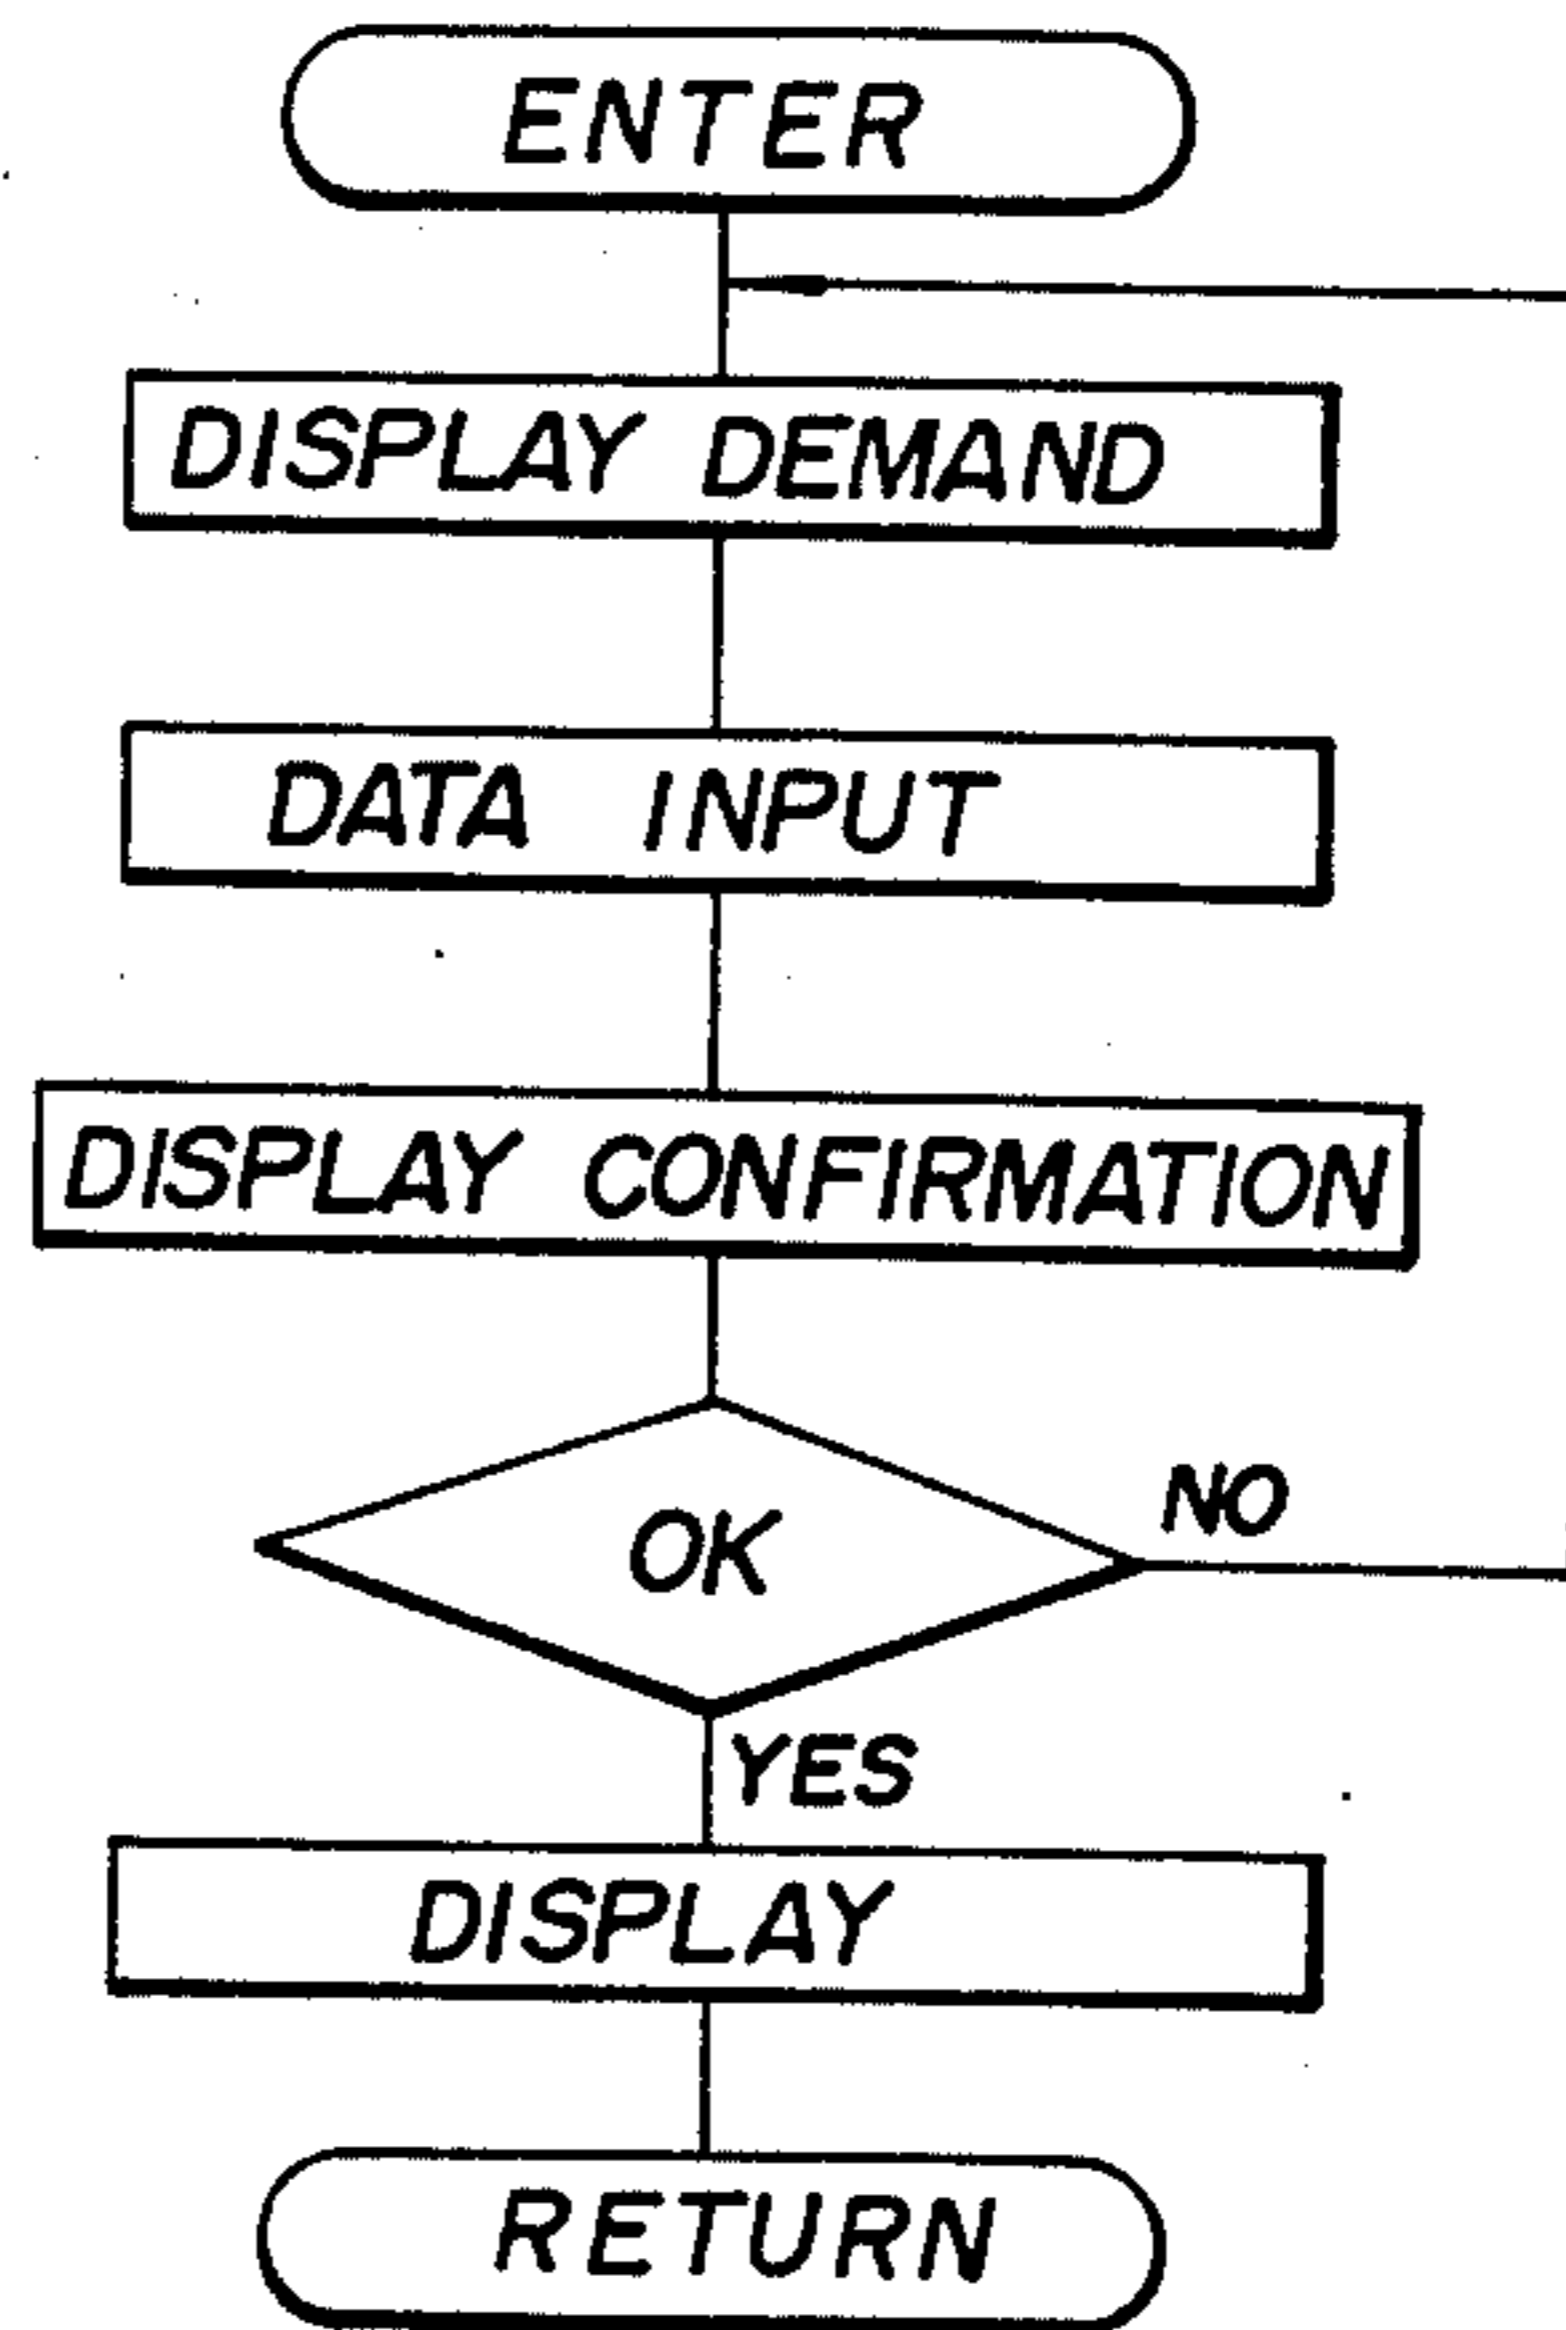 ENTER
DISPLAY DEMAND
DATA INPUT
DISPLAY CONFIRMATION
OK
NO
YES
DISPLAY
RETURN